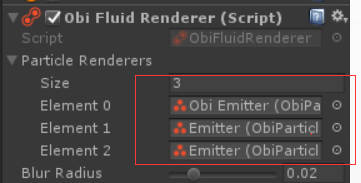 Obi Fluid Renderer (Script)
Script ObiFluidRenderer
Particle Renderers
Size 3
Element 0 Obi Emitter (ObiPa
Element 1 Emitter (ObiParticl
Element 2 Emitter (ObiParticl
Blur Radius 0.02